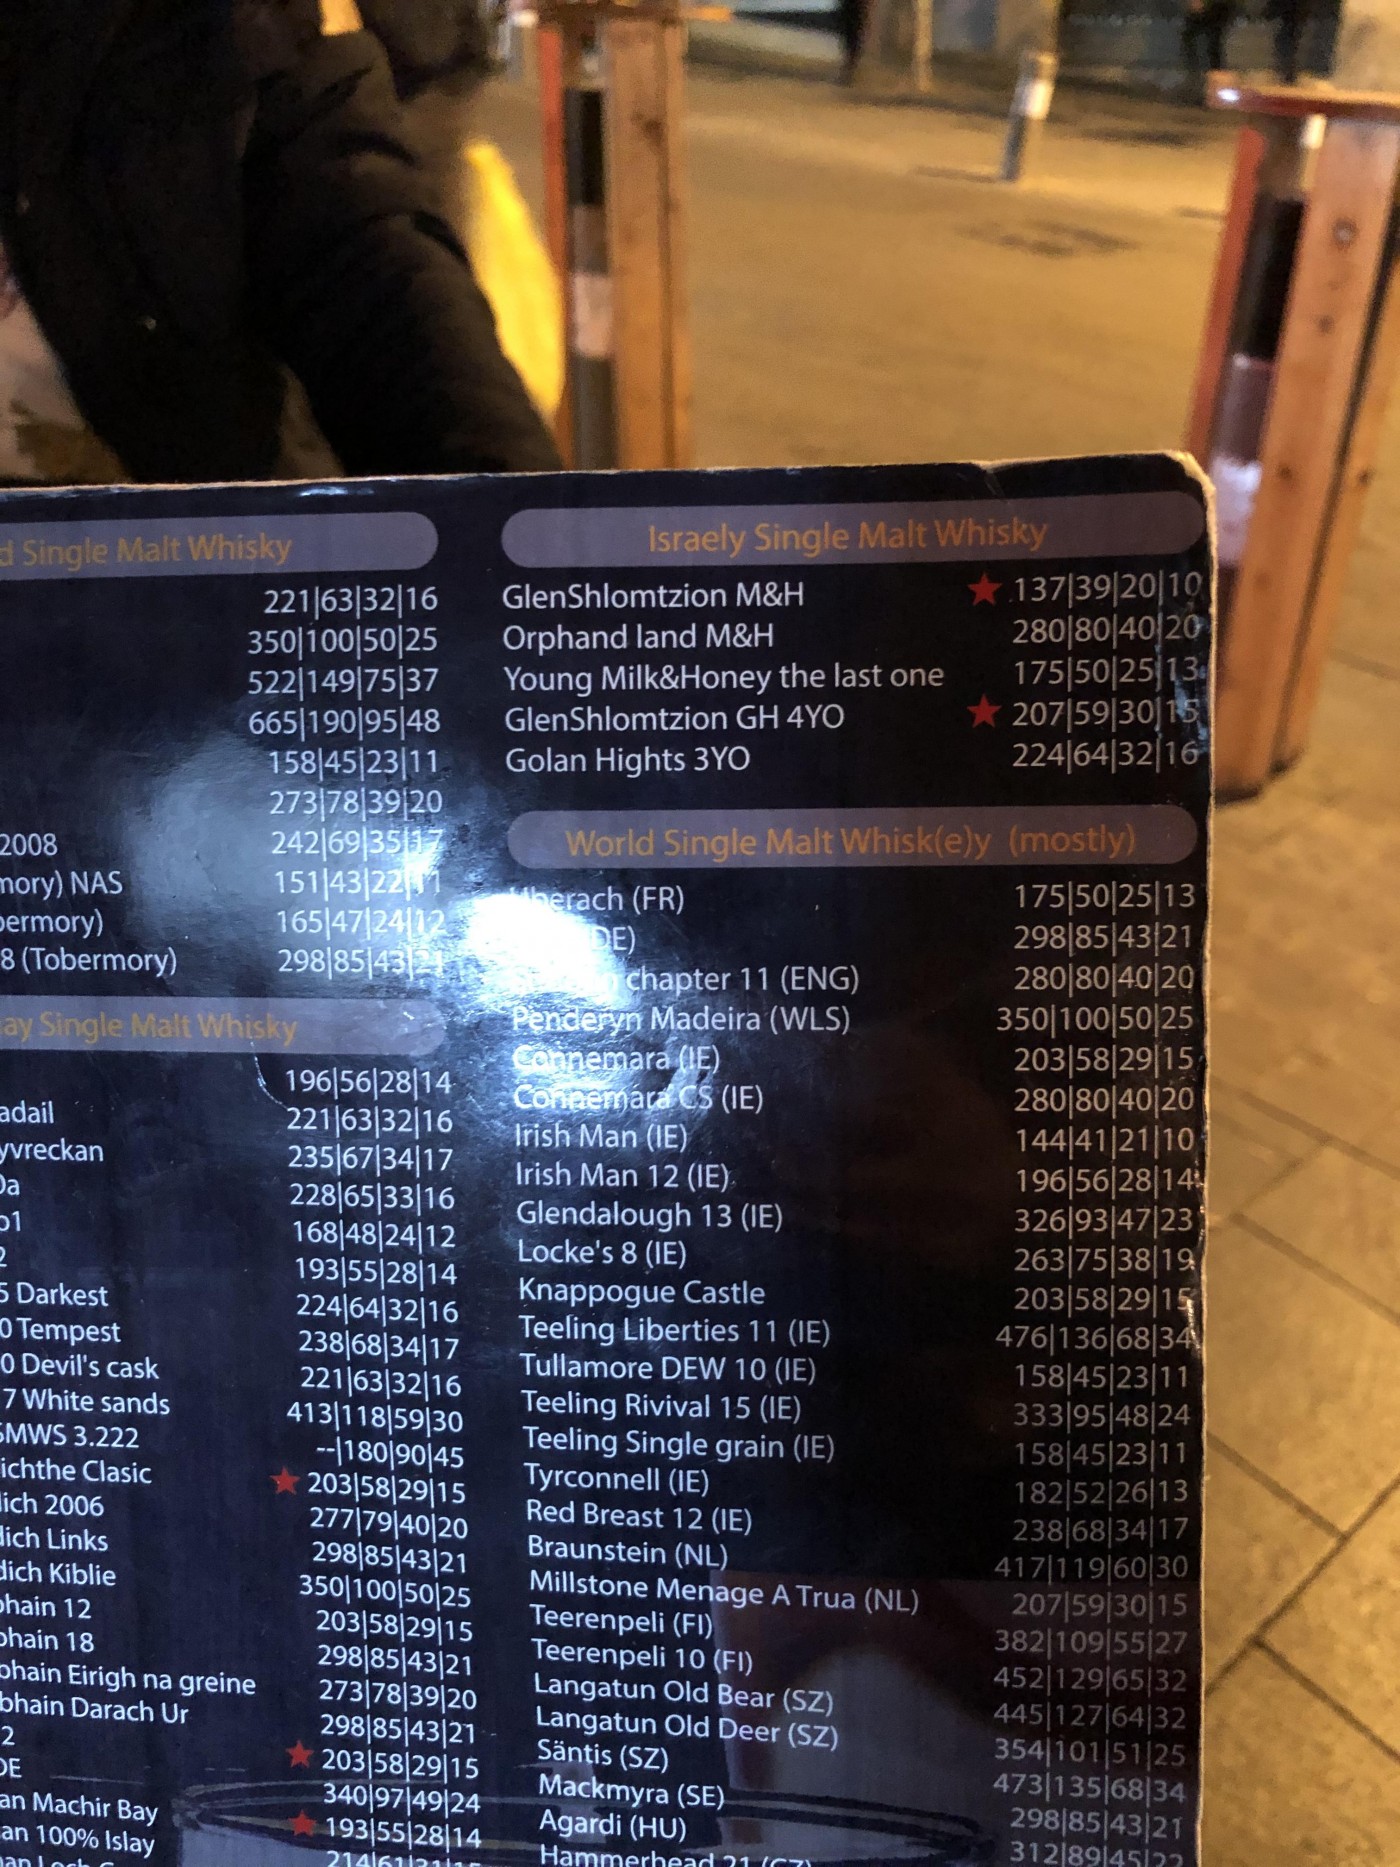 d Single Malt Whisky
221|63|32|16
350|100|50|25
522|149|75|37
665|190|95|48
158|45|23|11
273|78|39|20
2008 242|69|35|17
mory) NAS 151|43|22|11
bermory) 165|47|24|12
8 (Tobermory) 298|85|43|21
ay Single Malt Whisky
196|56|28|14
adail 221|63|32|16
yvreckan 235|67|34|17
Da 228|65|33|16
o1 168|48|24|12
2 193|55|28|14
5 Darkest 224|64|32|16
0 Tempest 238|68|34|17
0 Devil's cask 221|63|32|16
7 White sands 413|118|59|30
SMWS 3.222 --|180|90|45
ichthe Clasic ★ 203|58|29|15
lich 2006 277|79|40|20
lich Links 298|85|43|21
dich Kiblie 350|100|50|25
hain 12 203|58|29|15
hain 18 298|85|43|21
bhain Eirigh na greine 273|78|39|20
bhain Darach Ur 298|85|43|21
2 ★ 203|58|29|15
DE 340|97|49|24
an Machir Bay ★ 193|55|28|14
an 100% Islay
Israely Single Malt Whisky
GlenShlomtzion M&H ★ 137|39|20|10
Orphand land M&H 280|80|40|20
Young Milk&Honey the last one 175|50|25|13
GlenShlomtzion GH 4YO ★ 207|59|30|15
Golan Hights 3YO 224|64|32|16
World Single Malt Whisk(e)y (mostly)
Uberach (FR) 175|50|25|13
DE) 298|85|43|21
chapter 11 (ENG) 280|80|40|20
Penderyn Madeira (WLS) 350|100|50|25
Connemara (IE) 203|58|29|15
Connemara CS (IE) 280|80|40|20
Irish Man (IE) 144|41|21|10
Irish Man 12 (IE) 196|56|28|14
Glendalough 13 (IE) 326|93|47|23
Locke's 8 (IE) 263|75|38|19
Knappogue Castle 203|58|29|15
Teeling Liberties 11 (IE) 476|136|68|34
Tullamore DEW 10 (IE) 158|45|23|11
Teeling Rivival 15 (IE) 333|95|48|24
Teeling Single grain (IE) 158|45|23|11
Tyrconnell (IE) 182|52|26|13
Red Breast 12 (IE) 238|68|34|17
Braunstein (NL) 417|119|60|30
Millstone Menage A Trua (NL) 207|59|30|15
Teerenpeli (FI) 382|109|55|27
Teerenpeli 10 (FI) 452|129|65|32
Langatun Old Bear (SZ) 445|127|64|32
Langatun Old Deer (SZ) 354|101|51|25
Säntis (SZ) 473|135|68|34
Mackmyra (SE) 298|85|43|21
Agardi (HU) 312|89|45|22
Hammerhead 21 (CZ)